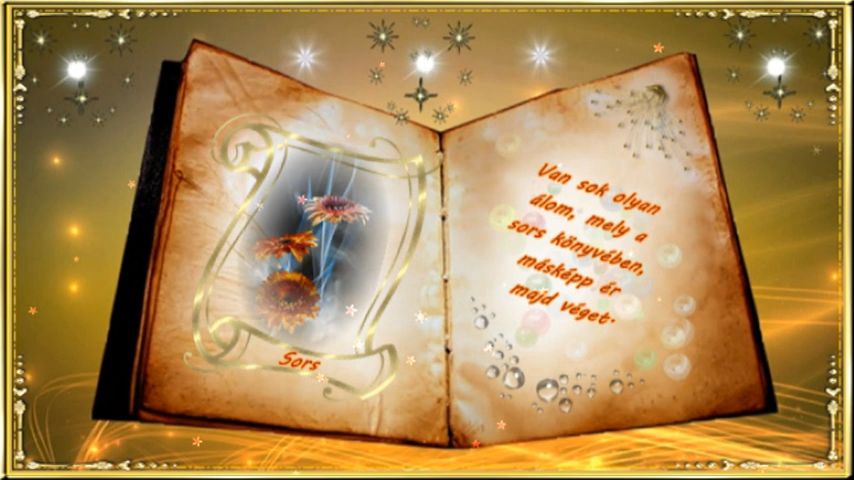 Sors
Van sok olyan
álom, mely a
sors könyvében,
másképp ér
majd véget.